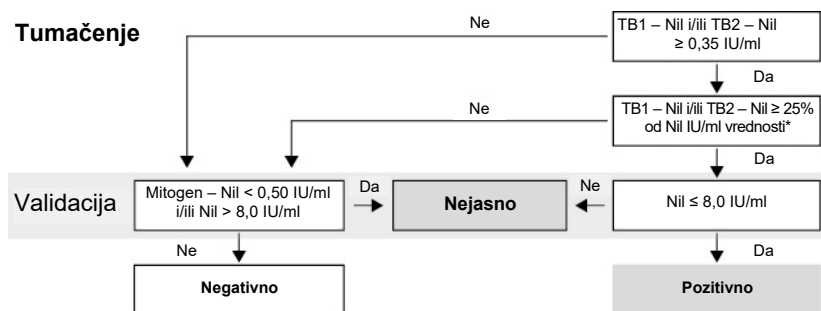 Tumačenje
Ne
TB1 – Nil i/ili TB2 – Nil
≥ 0,35 IU/ml
Da
Ne
TB1 – Nil i/ili TB2 – Nil ≥ 25%
od Nil IU/ml vrednosti*
Da
Validacija
Mitogen – Nil < 0,50 IU/ml
i/ili Nil > 8,0 IU/ml
Da
Nejasno
Ne
Nil ≤ 8,0 IU/ml
Ne
Da
Negativno
Pozitivno